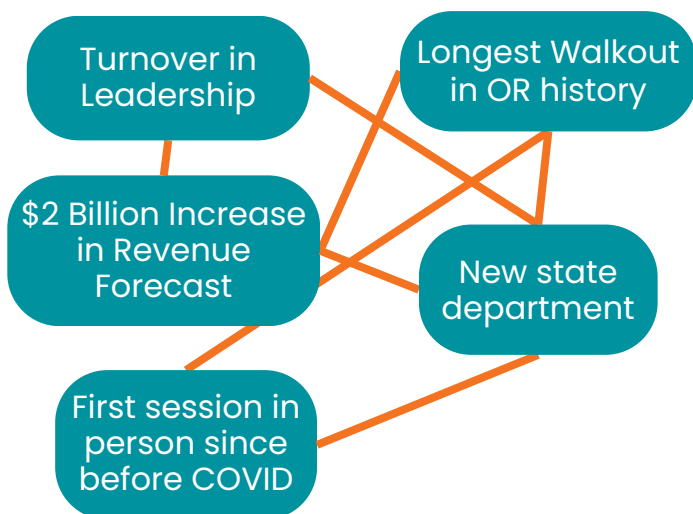 Turnover in
Leadership
Longest Walkout
in OR history
$2 Billion Increase
in Revenue
Forecast
New state
department
First session in
person since
before COVID